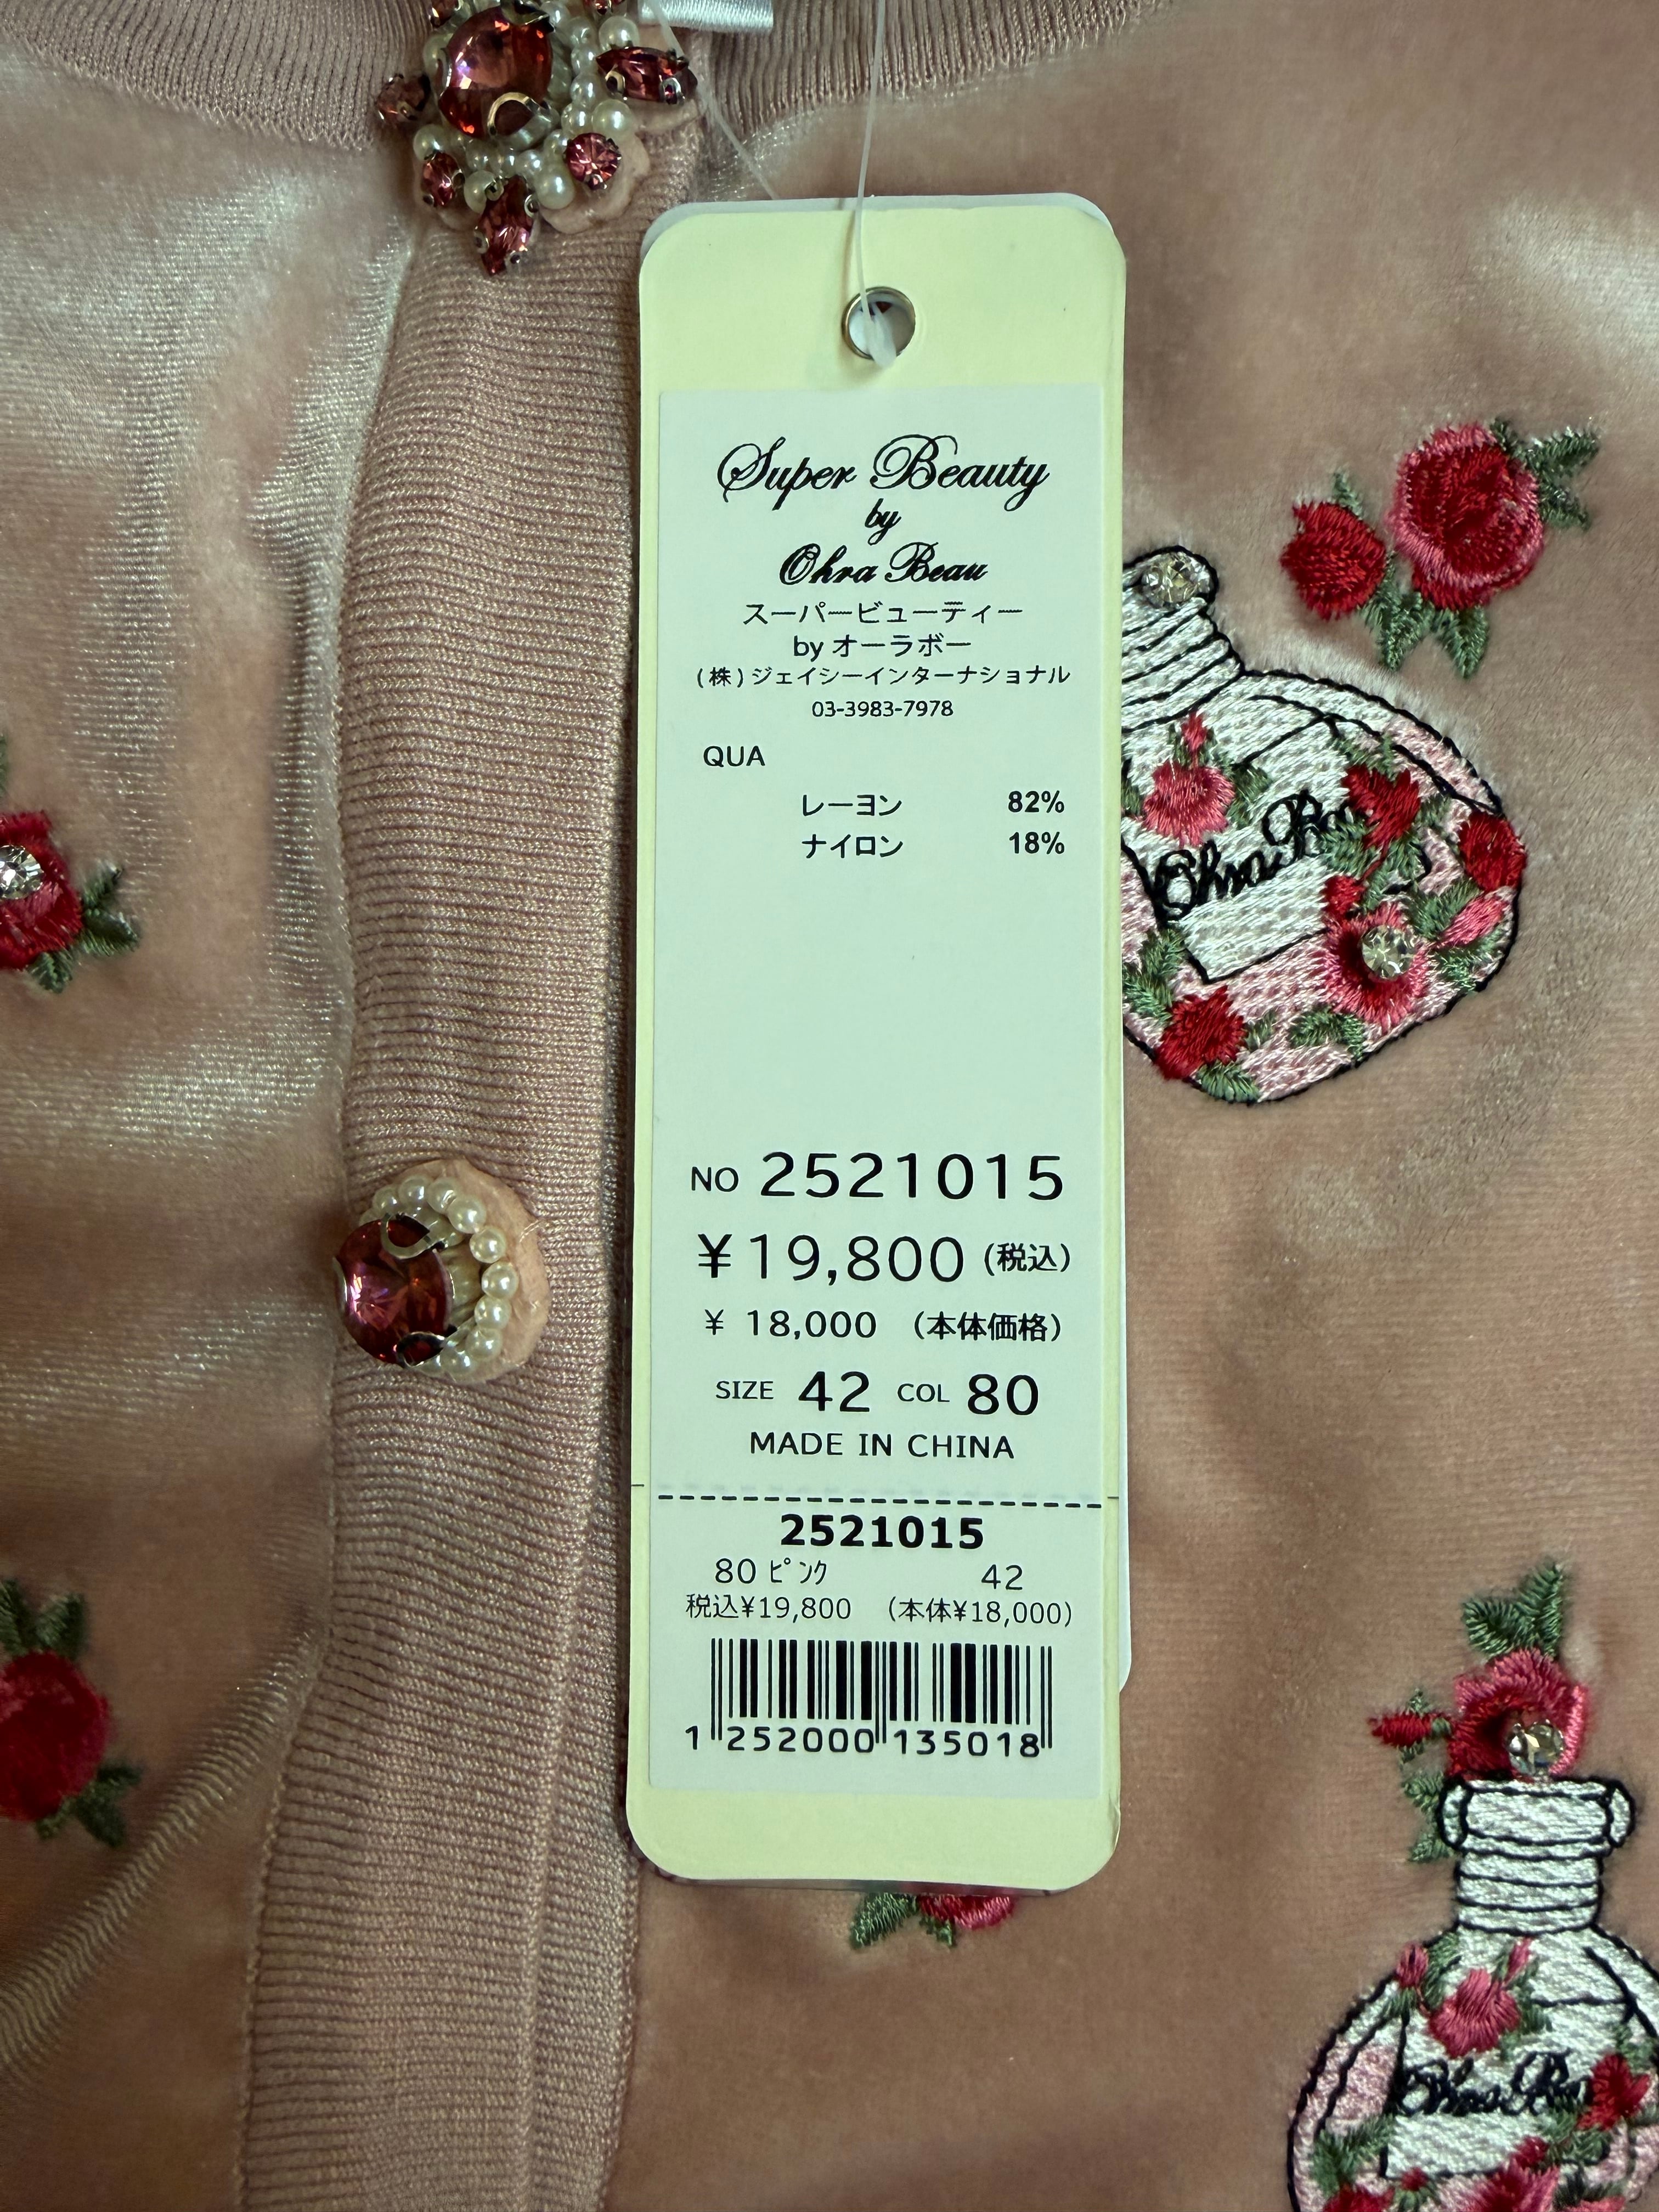 Super Beauty
by
Ohra Beau
スーパービューティー
by オーラボー
(株)ジェイシーインターナショナル
03-3983-7978
QUA
レーヨン 82%
ナイロン 18%
NO 2521015
¥19,800 (税込)
¥ 18,000 (本体価格)
SIZE 42 COL 80
MADE IN CHINA
2521015
80 ﾋﾟﾝｸ 42
税込¥19,800 (本体¥18,000)
1 252000 135018
Ohra
Ohra